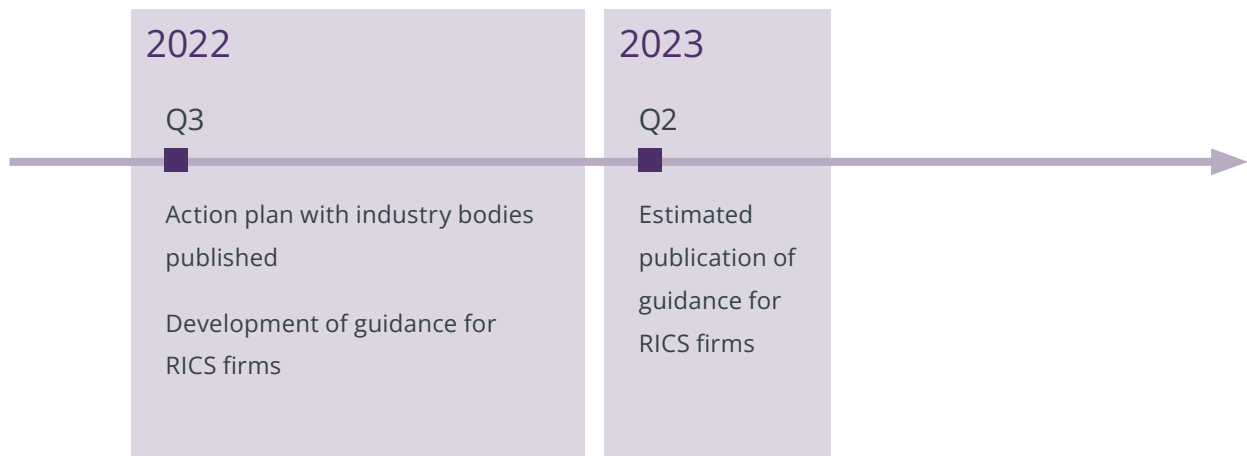 2022
Q3
Action plan with industry bodies
published
Development of guidance for
RICS firms
2023
Q2
Estimated
publication of
guidance for
RICS firms